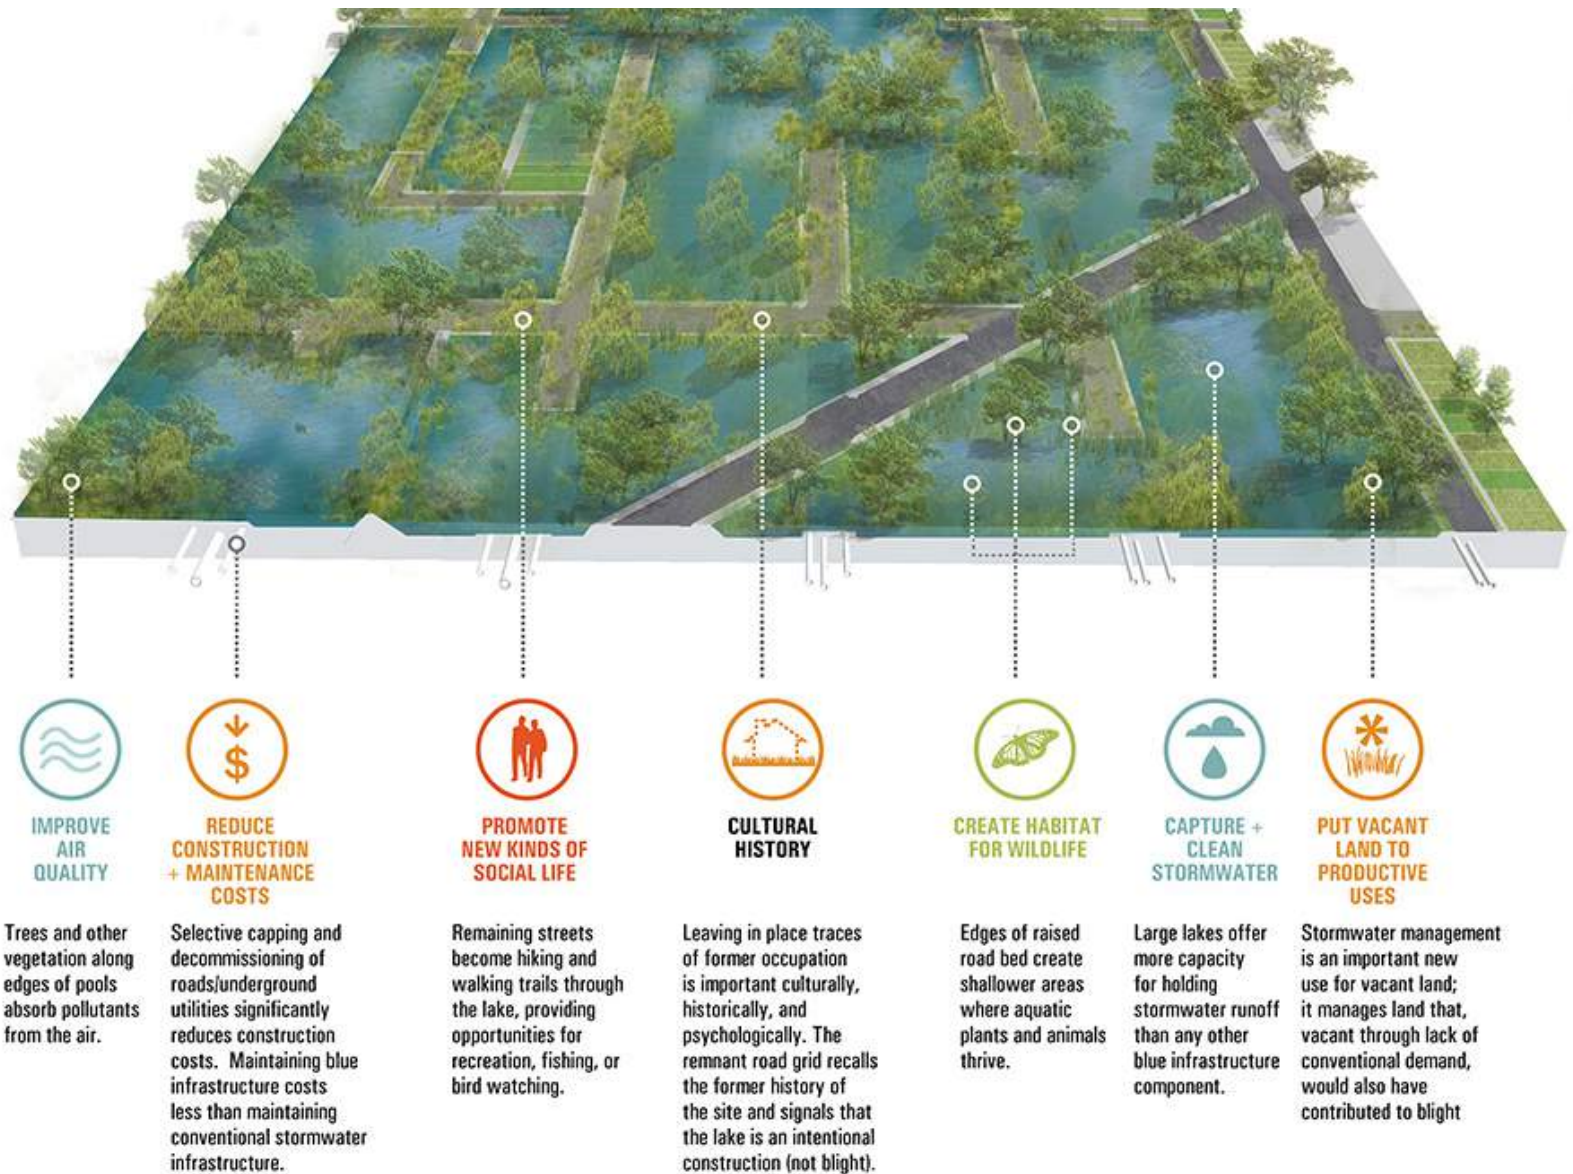 IMPROVE
AIR
QUALITY
Trees and other
vegetation along
edges of pools
absorb pollutants
from the air.
$
REDUCE
CONSTRUCTION
+ MAINTENANCE
COSTS
Selective capping and
decommissioning of
roads/underground
utilities significantly
reduces construction
costs. Maintaining blue
infrastructure costs
less than maintaining
conventional stormwater
infrastructure.
PROMOTE
NEW KINDS OF
SOCIAL LIFE
Remaining streets
become hiking and
walking trails through
the lake, providing
opportunities for
recreation, fishing, or
bird watching.
CULTURAL
HISTORY
Leaving in place traces
of former occupation
is important culturally,
historically, and
psychologically. The
remnant road grid recalls
the former history of
the site and signals that
the lake is an intentional
construction (not blight).
CREATE HABITAT
FOR WILDLIFE
Edges of raised
road bed create
shallower areas
where aquatic
plants and animals
thrive.
CAPTURE +
CLEAN
STORMWATER
Large lakes offer
more capacity
for holding
stormwater runoff
than any other
blue infrastructure
component.
PUT VACANT
LAND TO
PRODUCTIVE
USES
Stormwater management
is an important new
use for vacant land;
it manages land that,
vacant through lack of
conventional demand,
would also have
contributed to blight